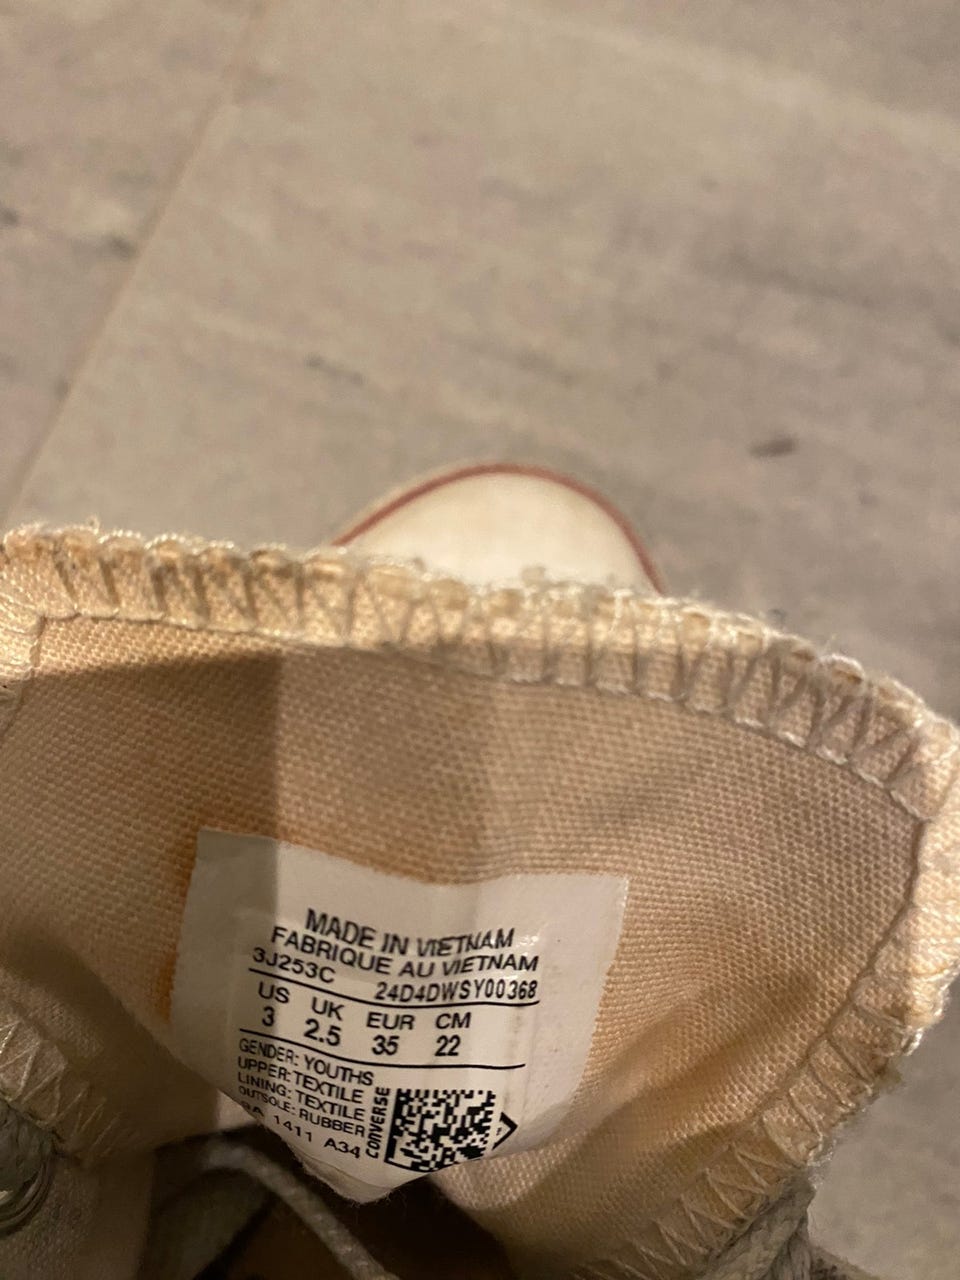 MADE IN VIETNAM
FABRIQUE AU VIETNAM
3J253C 24D4DWSY00368
US UK EUR CM
3 2.5 35 22
GENDER: YOUTHS
UPPER: TEXTILE
LINING: TEXTILE
OUTSOLE: RUBBER
1411 A34
CONVERSE